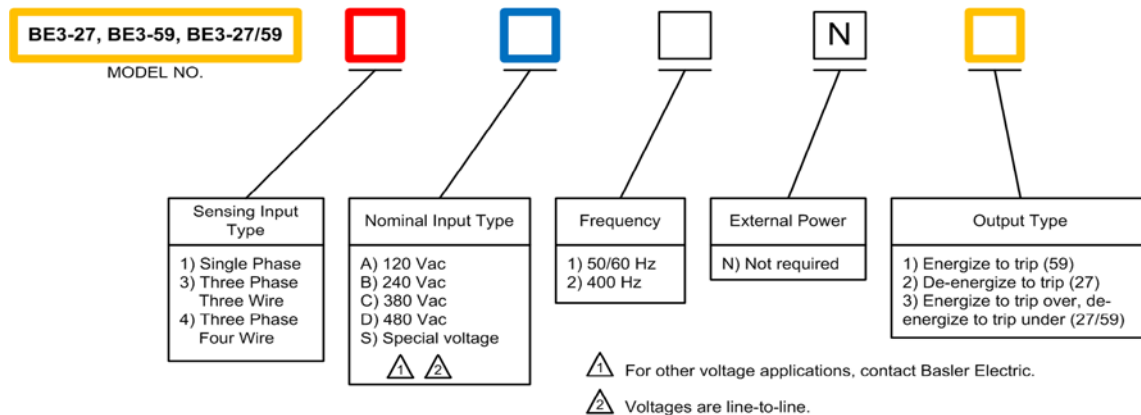 BE3-27, BE3-59, BE3-27/59
N
MODEL NO.
Sensing Input
Type
1) Single Phase
3) Three Phase
Three Wire
4) Three Phase
Four Wire
Nominal Input Type
A) 120 Vac
B) 240 Vac
C) 380 Vac
D) 480 Vac
S) Special voltage
1 2
Frequency
1) 50/60 Hz
2) 400 Hz
External Power
N) Not required
Output Type
1) Energize to trip (59)
2) De-energize to trip (27)
3) Energize to trip over, de-
energize to trip under (27/59)
1 For other voltage applications, contact Basler Electric.
2 Voltages are line-to-line.